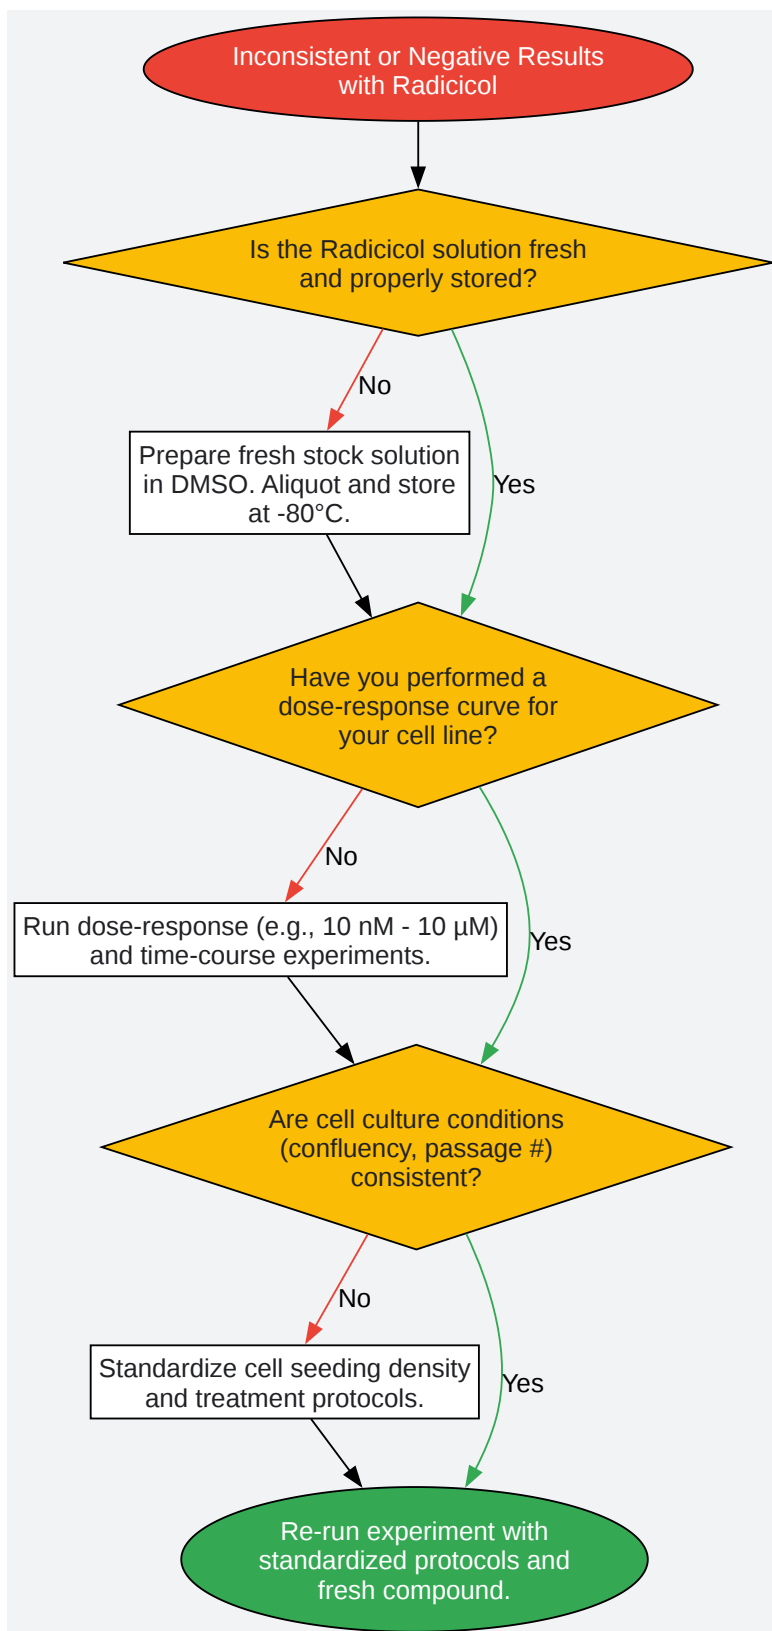 Inconsistent or Negative Results
with Radicicol
Is the Radicicol solution fresh
and properly stored?
No
Prepare fresh stock solution
in DMSO. Aliquot and store
at -80°C.
Yes
Have you performed a
dose-response curve for
your cell line?
No
Run dose-response (e.g., 10 nM - 10 µM)
and time-course experiments.
Yes
Are cell culture conditions
(confluency, passage #)
consistent?
No
Standardize cell seeding density
and treatment protocols.
Yes
Re-run experiment with
standardized protocols and
fresh compound.